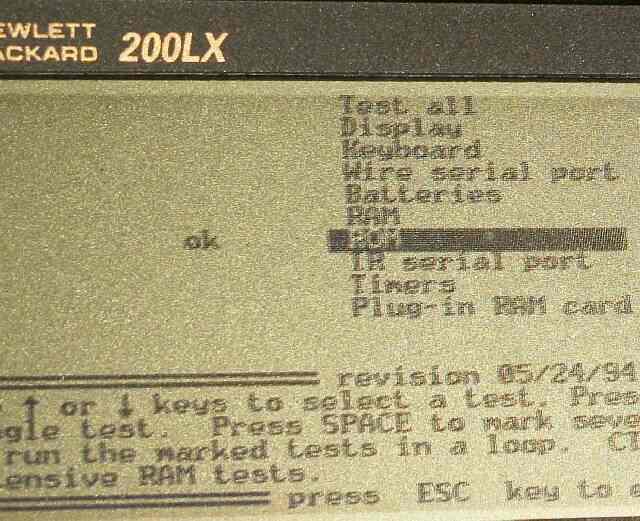 EWLETT
ACKARD 200LX
Test all
Display
Keyboard
Wire serial port
Batteries
RAM
ok ROM
IR serial port
Timers
Plug-in RAM card
revision 05/24/94
↑ or ↓ keys to select a test. Pres
gle test. Press SPACE to mark seve
run the marked tests in a loop. CT
ensive RAM tests.
press ESC key to e